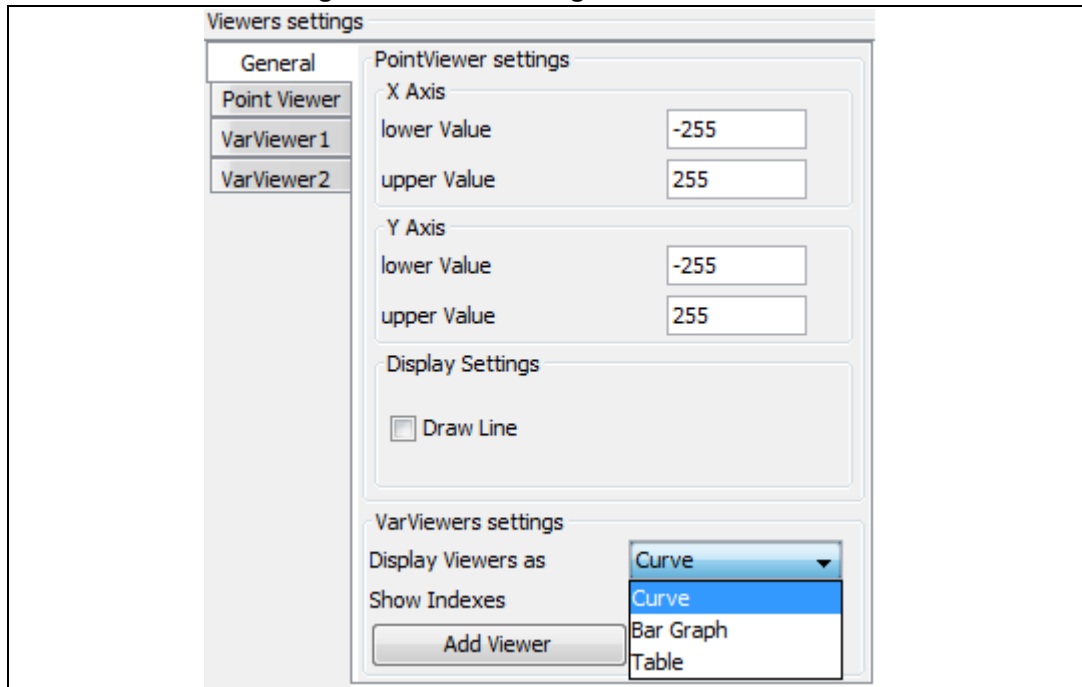 Viewers settings
General
Point Viewer
VarViewer1
VarViewer2
PointViewer settings
X Axis
lower Value -255
upper Value 255
Y Axis
lower Value -255
upper Value 255
Display Settings
Draw Line
VarViewers settings
Display Viewers as Curve
Show Indexes Curve
Add Viewer Bar Graph
Table